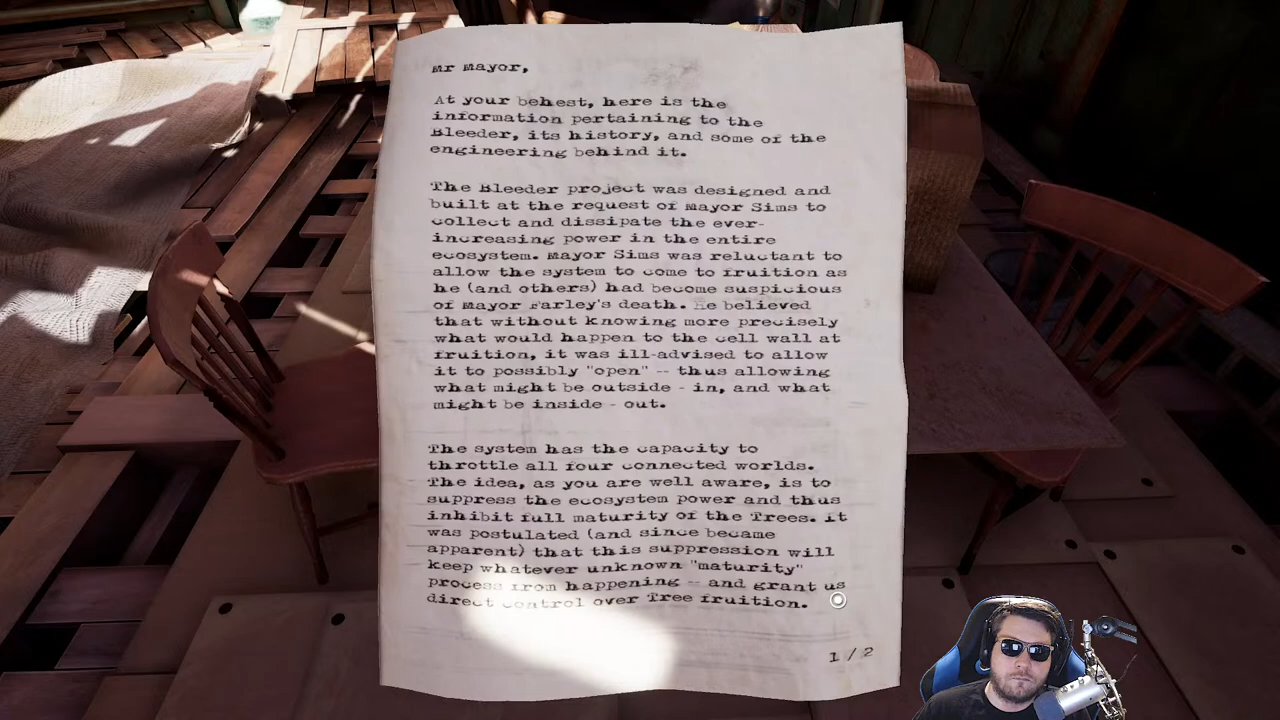 Mr Mayor,
At your behest, here is the
information pertaining to the
Bleeder, its history, and some of the
engineering behind it.
The Bleeder project was designed and
built at the request of Mayor Sims to
collect and dissipate the ever-
increasing power in the entire
ecosystem. Mayor Sims was reluctant to
allow the system to come to fruition as
he (and others) had become suspicious
of Mayor Farley's death. He believed
that without knowing more precisely
what would happen to the cell wall at
fruition, it was ill-advised to allow
it to possibly "open" -- thus allowing
what might be outside - in, and what
might be inside - out.
The system has the capacity to
throttle all four connected worlds.
The idea, as you are well aware, is to
suppress the ecosystem power and thus
inhibit full maturity of the Trees. It
was postulated (and since became
apparent) that this suppression will
keep whatever unknown "maturity"
process from happening -- and grant us
direct control over Tree fruition.
1 / 2